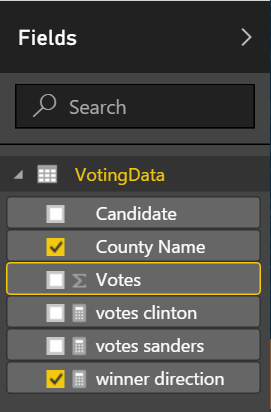 Fields
Search
VotingData
Candidate
County Name
Votes
votes clinton
votes sanders
winner direction